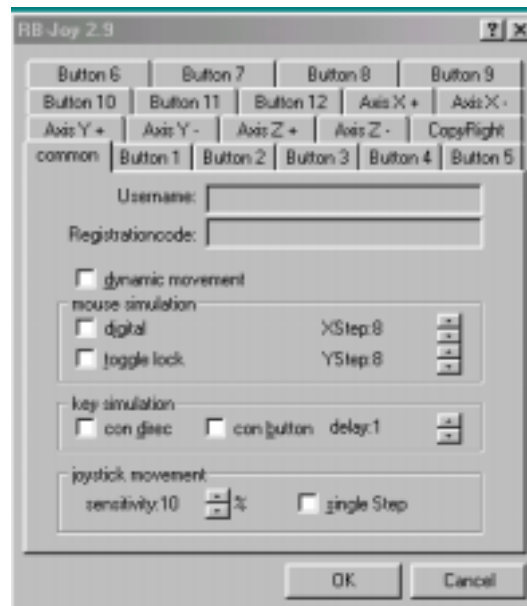 RB-Joy 2.9 ? X
Button 6 Button 7 Button 8 Button 9
Button 10 Button 11 Button 12 Axis X + Axis X -
Axis Y + Axis Y - Axis Z + Axis Z - CopyRight
common Button 1 Button 2 Button 3 Button 4 Button 5
Username:
Registrationcode:
dynamic movement
mouse simulation
digital XStep:8
toggle lock YStep:8
key simulation
con direc con button delay:1
joystick movement
sensitivity:10 % single Step
OK Cancel